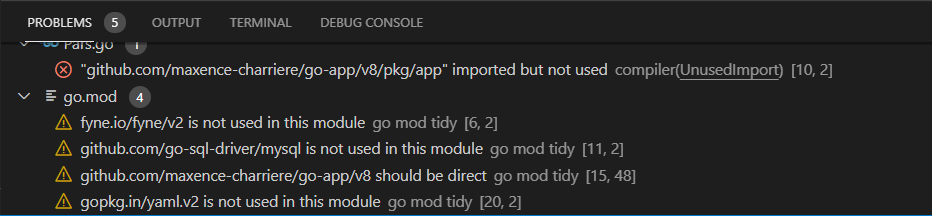 PROBLEMS 5 OUTPUT TERMINAL DEBUG CONSOLE
GO Pars.go 1
"github.com/maxence-charriere/go-app/v8/pkg/app" imported but not used compiler(UnusedImport) [10, 2]
go.mod 4
fyne.io/fyne/v2 is not used in this module go mod tidy [6, 2]
github.com/go-sql-driver/mysql is not used in this module go mod tidy [11, 2]
github.com/maxence-charriere/go-app/v8 should be direct go mod tidy [15, 48]
gopkg.in/yaml.v2 is not used in this module go mod tidy [20, 2]